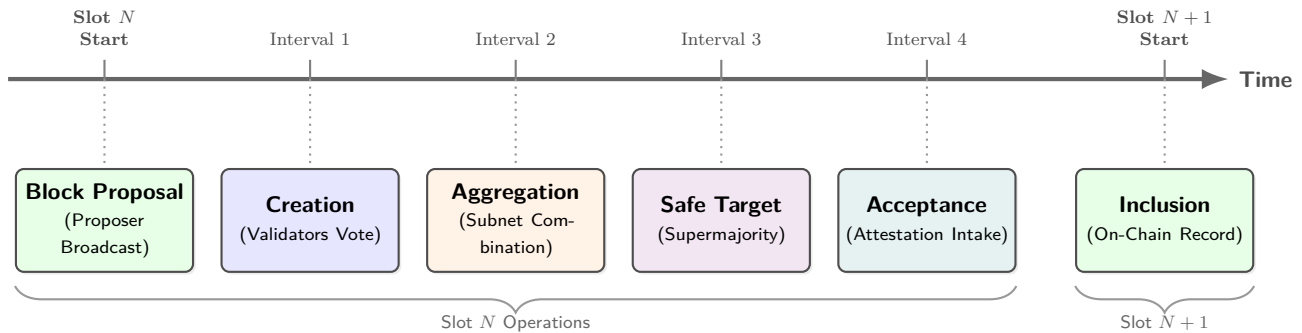 Slot N
Start
Interval 1
Interval 2
Interval 3
Interval 4
Slot N + 1
Start
Time
Block Proposal
(Proposer
Broadcast)
Creation
(Validators Vote)
Aggregation
(Subnet Com-
bination)
Safe Target
(Supermajority)
Acceptance
(Attestation Intake)
Inclusion
(On-Chain Record)
Slot N Operations
Slot N + 1